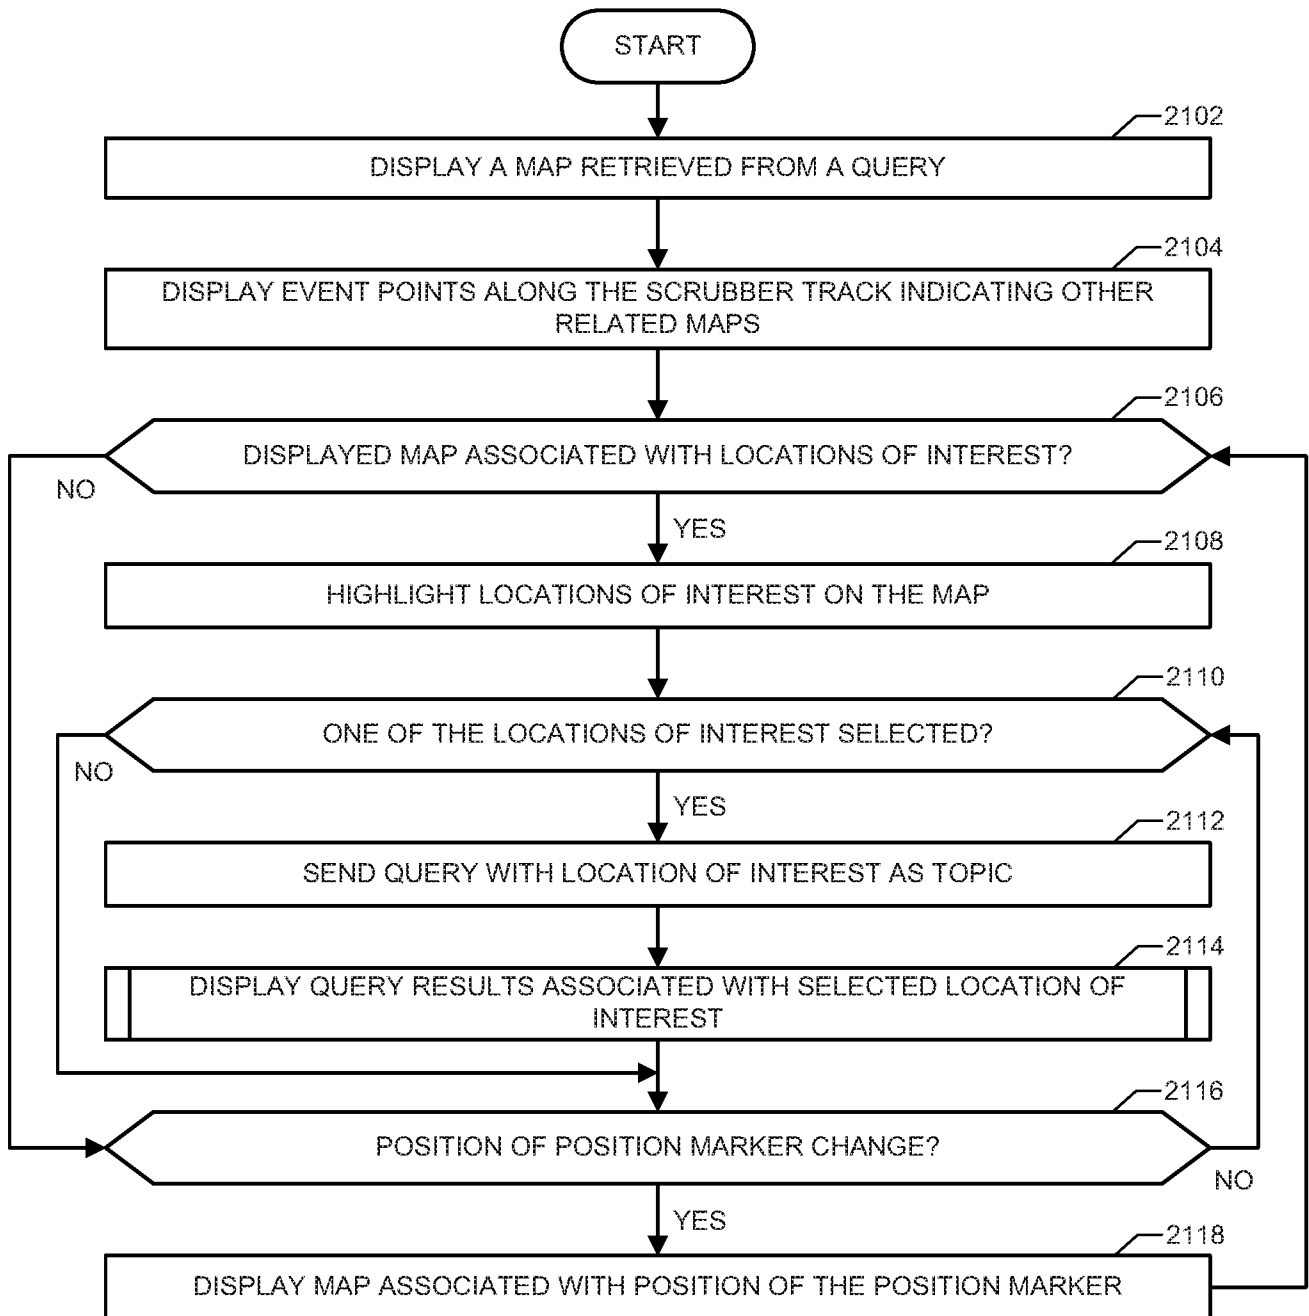 START
2102
DISPLAY A MAP RETRIEVED FROM A QUERY
2104
DISPLAY EVENT POINTS ALONG THE SCRUBBER TRACK INDICATING OTHER
RELATED MAPS
2106
DISPLAYED MAP ASSOCIATED WITH LOCATIONS OF INTEREST?
NO
YES
2108
HIGHLIGHT LOCATIONS OF INTEREST ON THE MAP
2110
ONE OF THE LOCATIONS OF INTEREST SELECTED?
NO
YES
2112
SEND QUERY WITH LOCATION OF INTEREST AS TOPIC
2114
DISPLAY QUERY RESULTS ASSOCIATED WITH SELECTED LOCATION OF
INTEREST
2116
POSITION OF POSITION MARKER CHANGE?
NO
YES
2118
DISPLAY MAP ASSOCIATED WITH POSITION OF THE POSITION MARKER